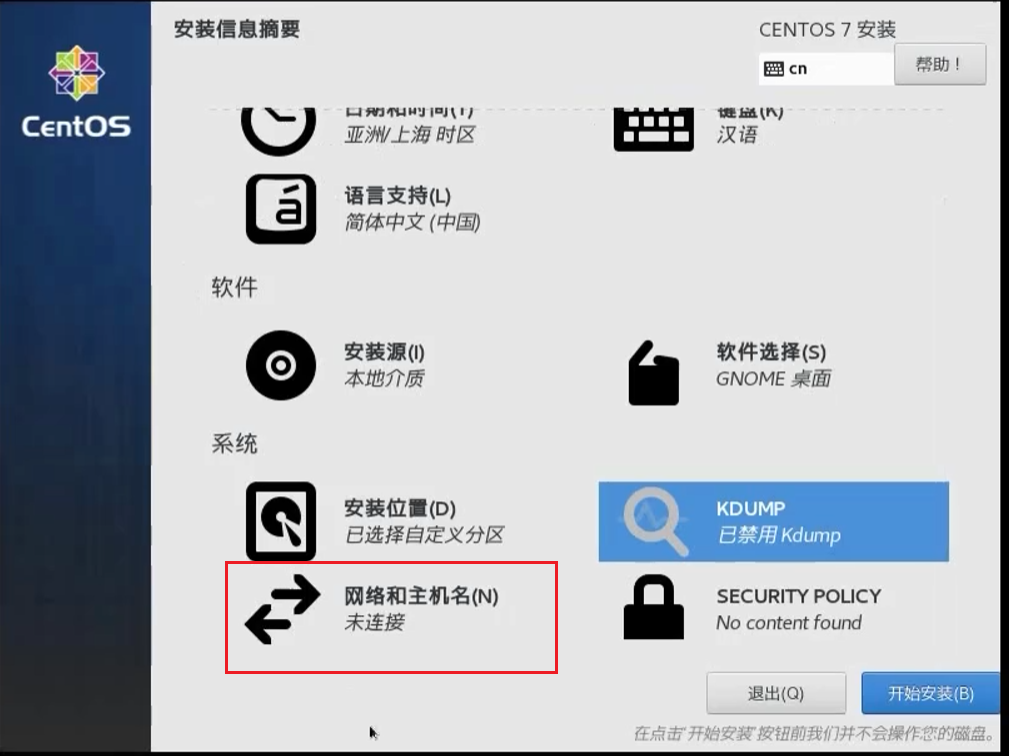 安装信息摘要
CENTOS 7 安装
cn
帮助！
CentOS
日期和时间(T)
亚洲/上海 时区
键盘(K)
汉语
语言支持(L)
简体中文 (中国)
软件
安装源(I)
本地介质
软件选择(S)
GNOME 桌面
系统
安装位置(D)
已选择自定义分区
KDUMP
已禁用 Kdump
网络和主机名(N)
未连接
SECURITY POLICY
No content found
退出(Q)
开始安装(B)
在点击'开始安装'按钮前我们并不会操作您的磁盘。